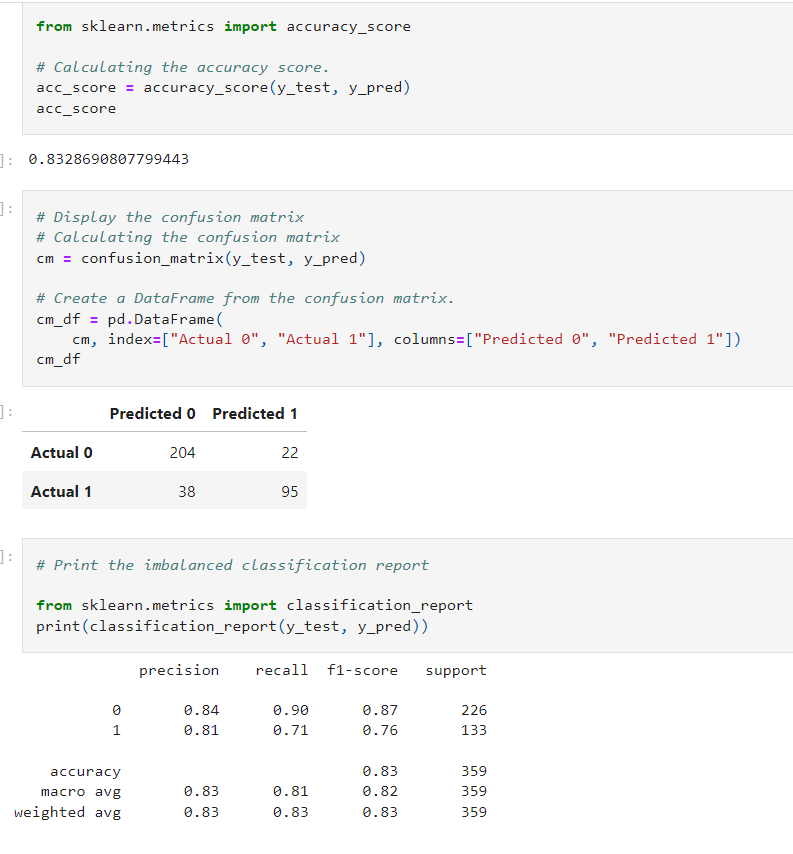 from sklearn.metrics import accuracy_score
# Calculating the accuracy score.
acc_score = accuracy_score(y_test, y_pred)
acc_score
]: 0.8328690807799443
]:
# Display the confusion matrix
# Calculating the confusion matrix
cm = confusion_matrix(y_test, y_pred)
# Create a DataFrame from the confusion matrix.
cm_df = pd.DataFrame(
    cm, index=["Actual 0", "Actual 1"], columns=["Predicted 0", "Predicted 1"])
cm_df
]:
Predicted 0 Predicted 1
Actual 0 204 22
Actual 1 38 95
]:
# Print the imbalanced classification report
from sklearn.metrics import classification_report
print(classification_report(y_test, y_pred))
precision recall f1-score support
0 0.84 0.90 0.87 226
1 0.81 0.71 0.76 133
accuracy 0.83 359
macro avg 0.83 0.81 0.82 359
weighted avg 0.83 0.83 0.83 359